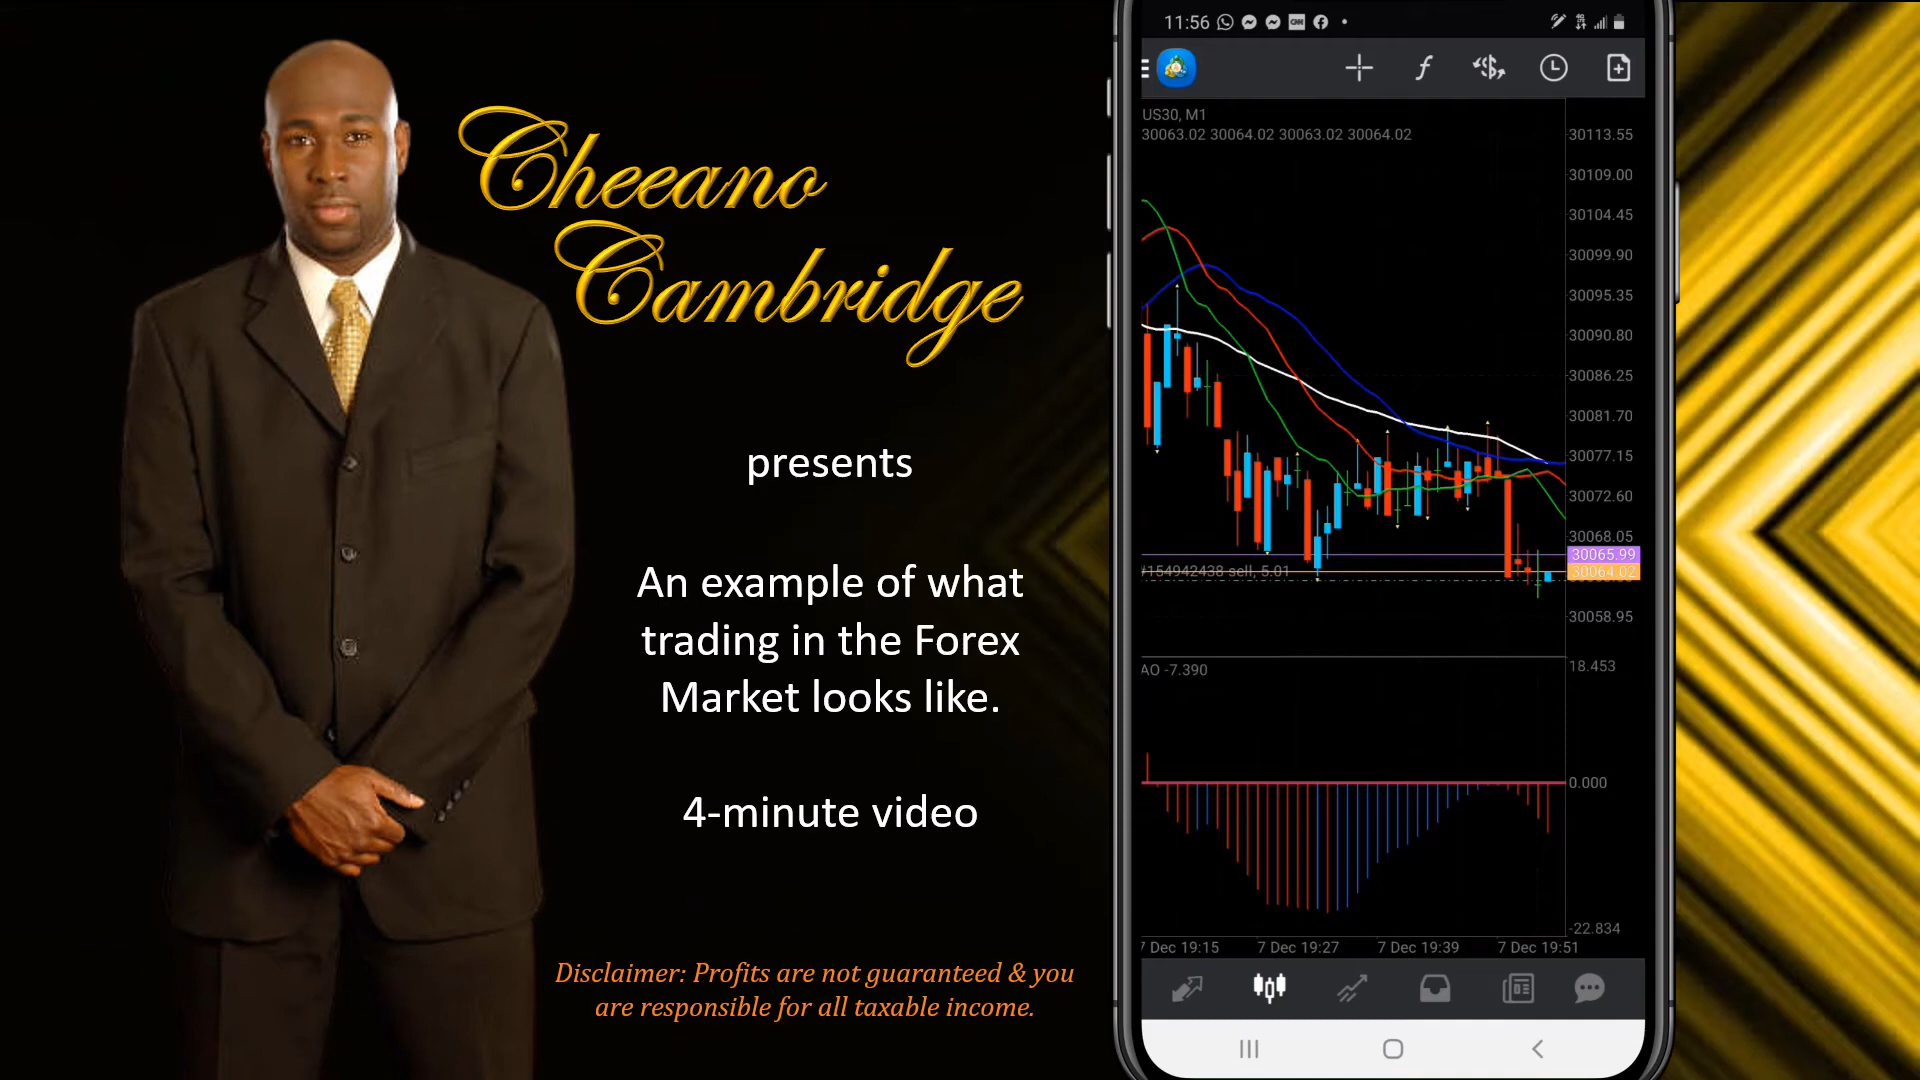 Cheeano
Cambridge
presents
An example of what
trading in the Forex
Market looks like.
4-minute video
Disclaimer: Profits are not guaranteed & you
are responsible for all taxable income.
11:56
US30, M1
30063.02 30064.02 30063.02 30064.02
30113.55
30109.00
30104.45
30099.90
30095.35
30090.80
30086.25
30081.70
30077.15
30072.60
30068.05
30065.99
#154942438 sell, 5.01
30064.02
30058.95
AO -7.390
18.453
0.000
-22.834
7 Dec 19:15 7 Dec 19:27 7 Dec 19:39 7 Dec 19:51